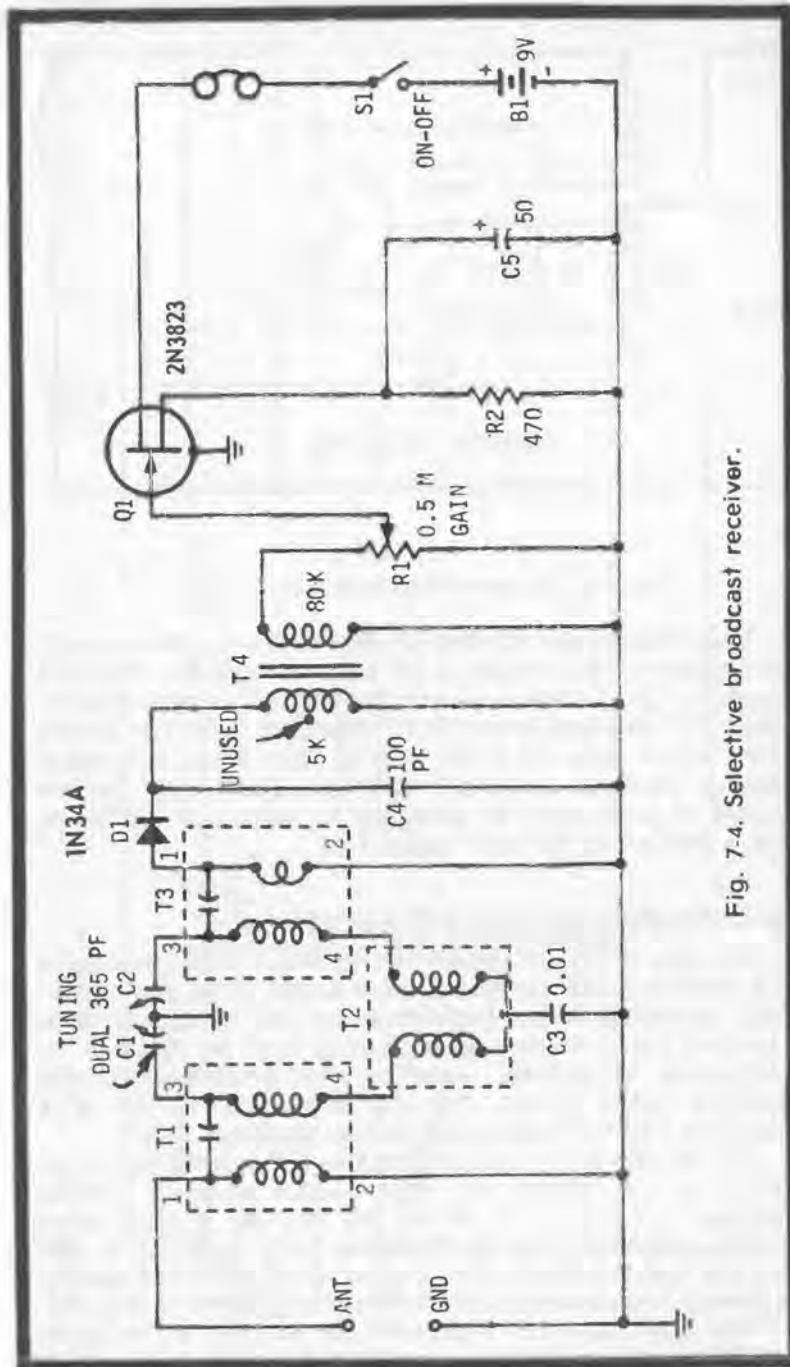 TUNING
DUAL 365 PF
C1
C2
1
3
T1
2
4
3
1
T3
4
2
T2
C3
0.01
1N34A
D1
C4
100
PF
UNUSED
5K
T4
80K
R1
0.5 M
GAIN
Q1
2N3823
R2
470
C5
+
50
S1
ON-OFF
+
9V
B1
-
ANT
GND
Fig. 7-4. Selective broadcast receiver.